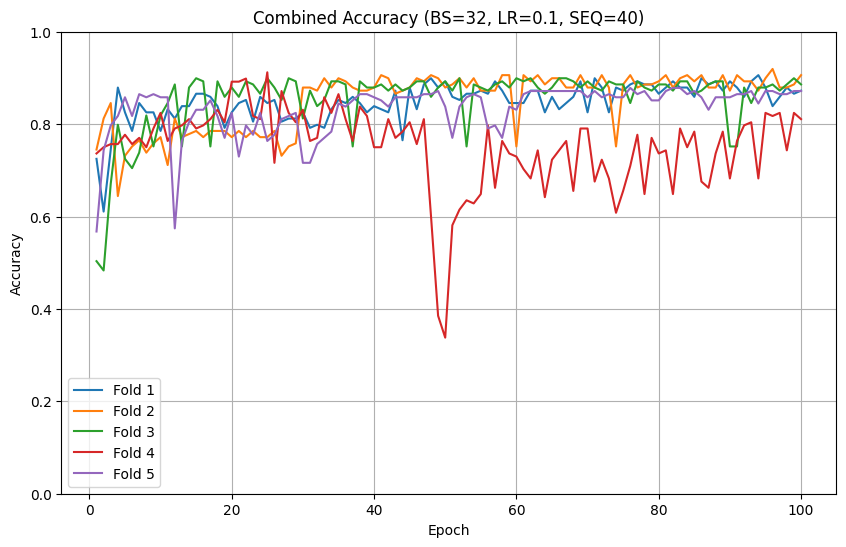 Combined Accuracy (BS=32, LR=0.1, SEQ=40)
1.0
0.8
0.6
0.4
0.2
0.0
Accuracy
Fold 1
Fold 2
Fold 3
Fold 4
Fold 5
0 20 40 60 80 100
Epoch